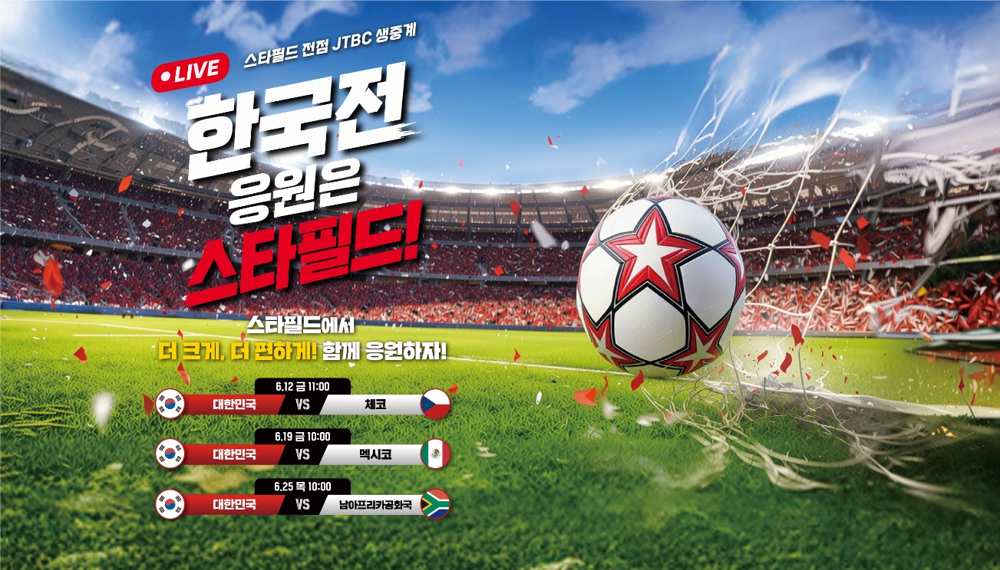 LIVE
스타필드 전점 JTBC 생중계
한국전
응원은
스타필드!
스타필드에서
더 크게, 더 편하게! 함께 응원하자!
6.12 금 11:00
대한민국 VS 체코
6.19 금 10:00
대한민국 VS 멕시코
6.25 목 10:00
대한민국 VS 남아프리카공화국